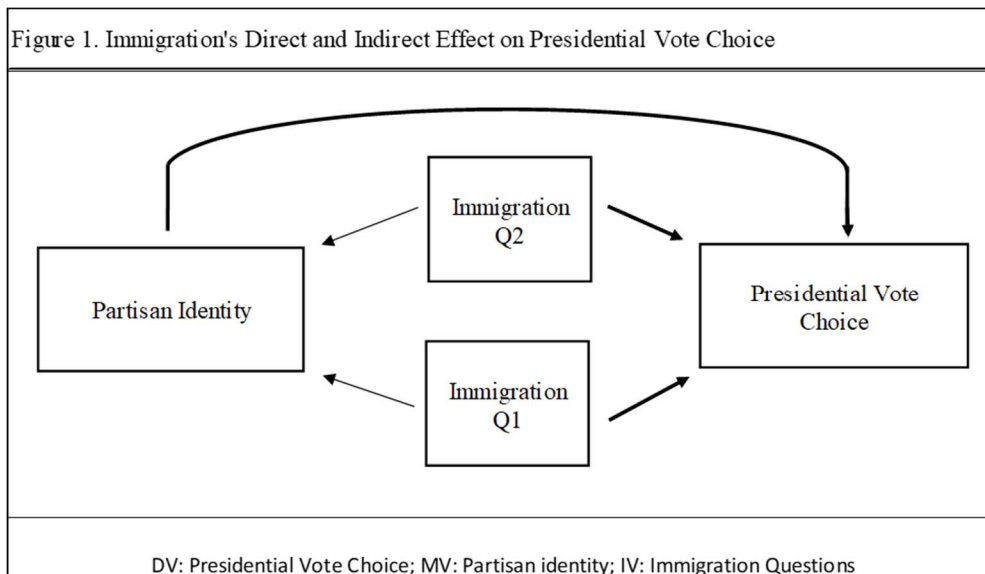 Figure 1. Immigration's Direct and Indirect Effect on Presidential Vote Choice
Immigration
Q2
Partisan Identity
Presidential Vote
Choice
Immigration
Q1
DV: Presidential Vote Choice; MV: Partisan identity; IV: Immigration Questions